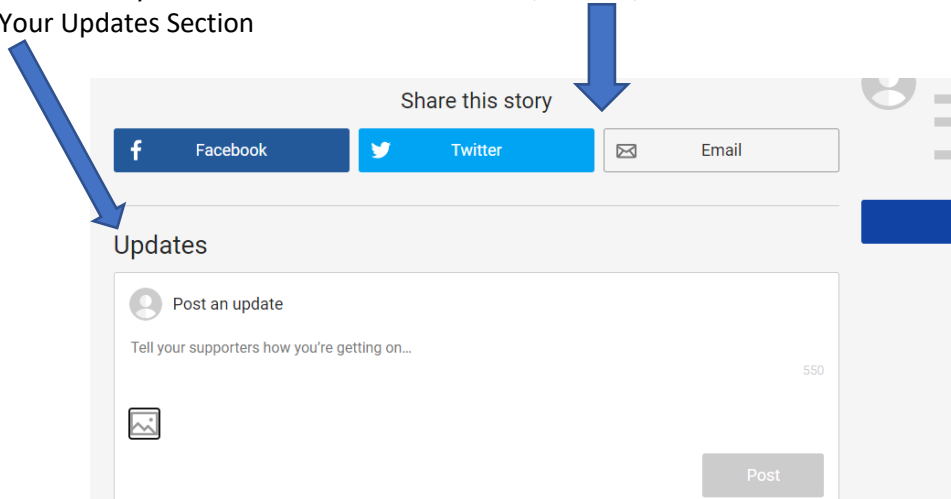 Your Updates Section
Share this story
Facebook
Twitter
Email
Updates
Post an update
Tell your supporters how you're getting on...
550
Post